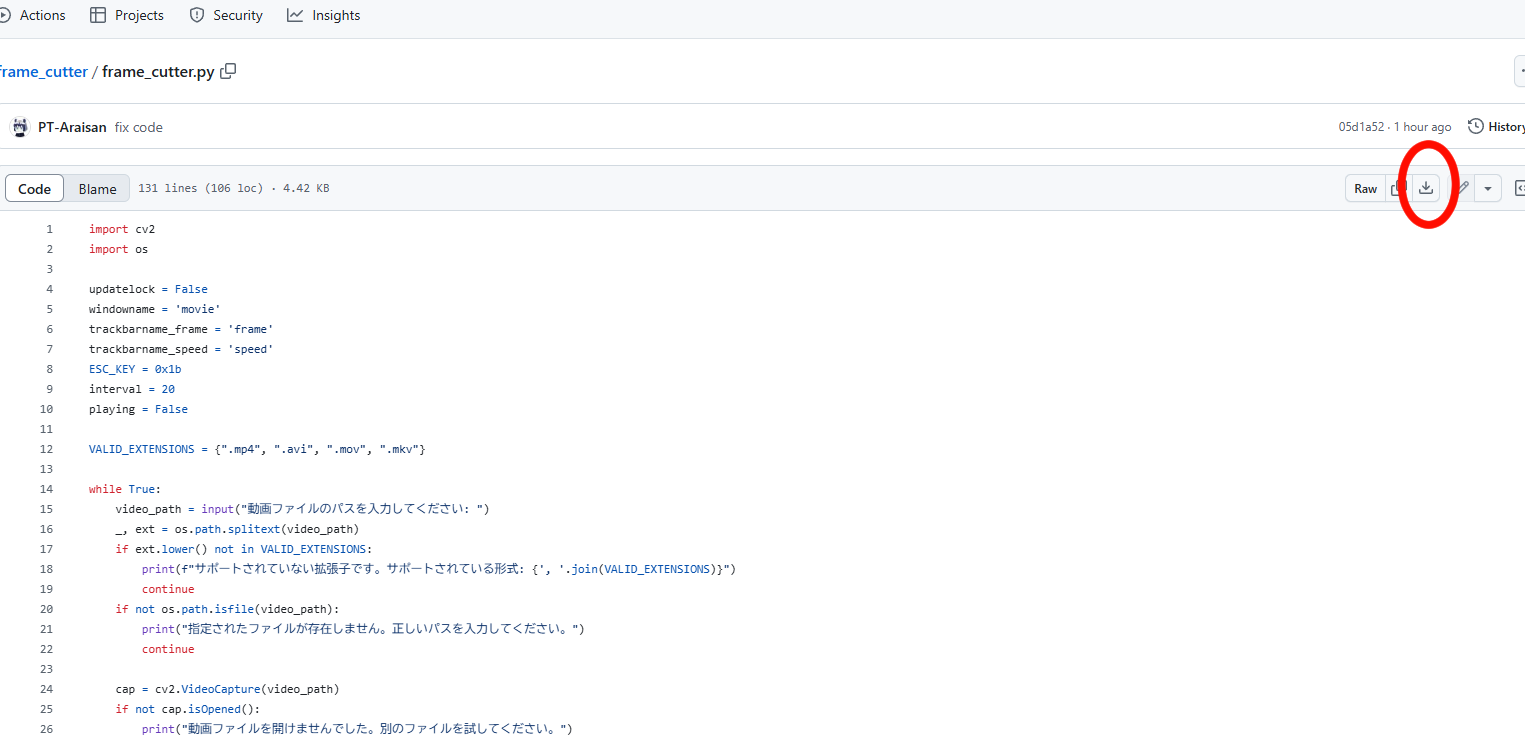 Actions Projects Security Insights
frame_cutter / frame_cutter.py
PT-Araisan fix code 05d1a52 · 1 hour ago History
Code Blame 131 lines (106 loc) · 4.42 KB Raw
1 import cv2
2 import os
3
4 updatelock = False
5 windowname = 'movie'
6 trackbarname_frame = 'frame'
7 trackbarname_speed = 'speed'
8 ESC_KEY = 0x1b
9 interval = 20
10 playing = False
11
12 VALID_EXTENSIONS = {".mp4", ".avi", ".mov", ".mkv"}
13
14 while True:
15 video_path = input("動画ファイルのパスを入力してください: ")
16 _, ext = os.path.splitext(video_path)
17 if ext.lower() not in VALID_EXTENSIONS:
18 print(f"サポートされていない拡張子です。サポートされている形式: {', '.join(VALID_EXTENSIONS)}")
19 continue
20 if not os.path.isfile(video_path):
21 print("指定されたファイルが存在しません。正しいパスを入力してください。")
22 continue
23
24 cap = cv2.VideoCapture(video_path)
25 if not cap.isOpened():
26 print("動画ファイルを開けませんでした。別のファイルを試してください。")